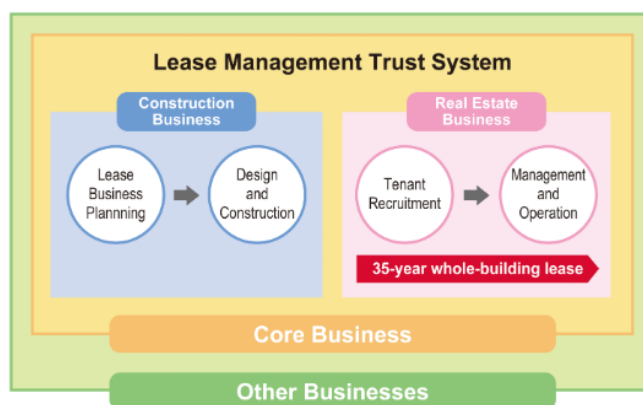 Lease Management Trust System
Construction
Business
Real Estate
Business
Lease
Business
Plannning
Design
and
Construction
Tenant
Recruitment
Management
and
Operation
35-year whole-building lease
Core Business
Other Businesses